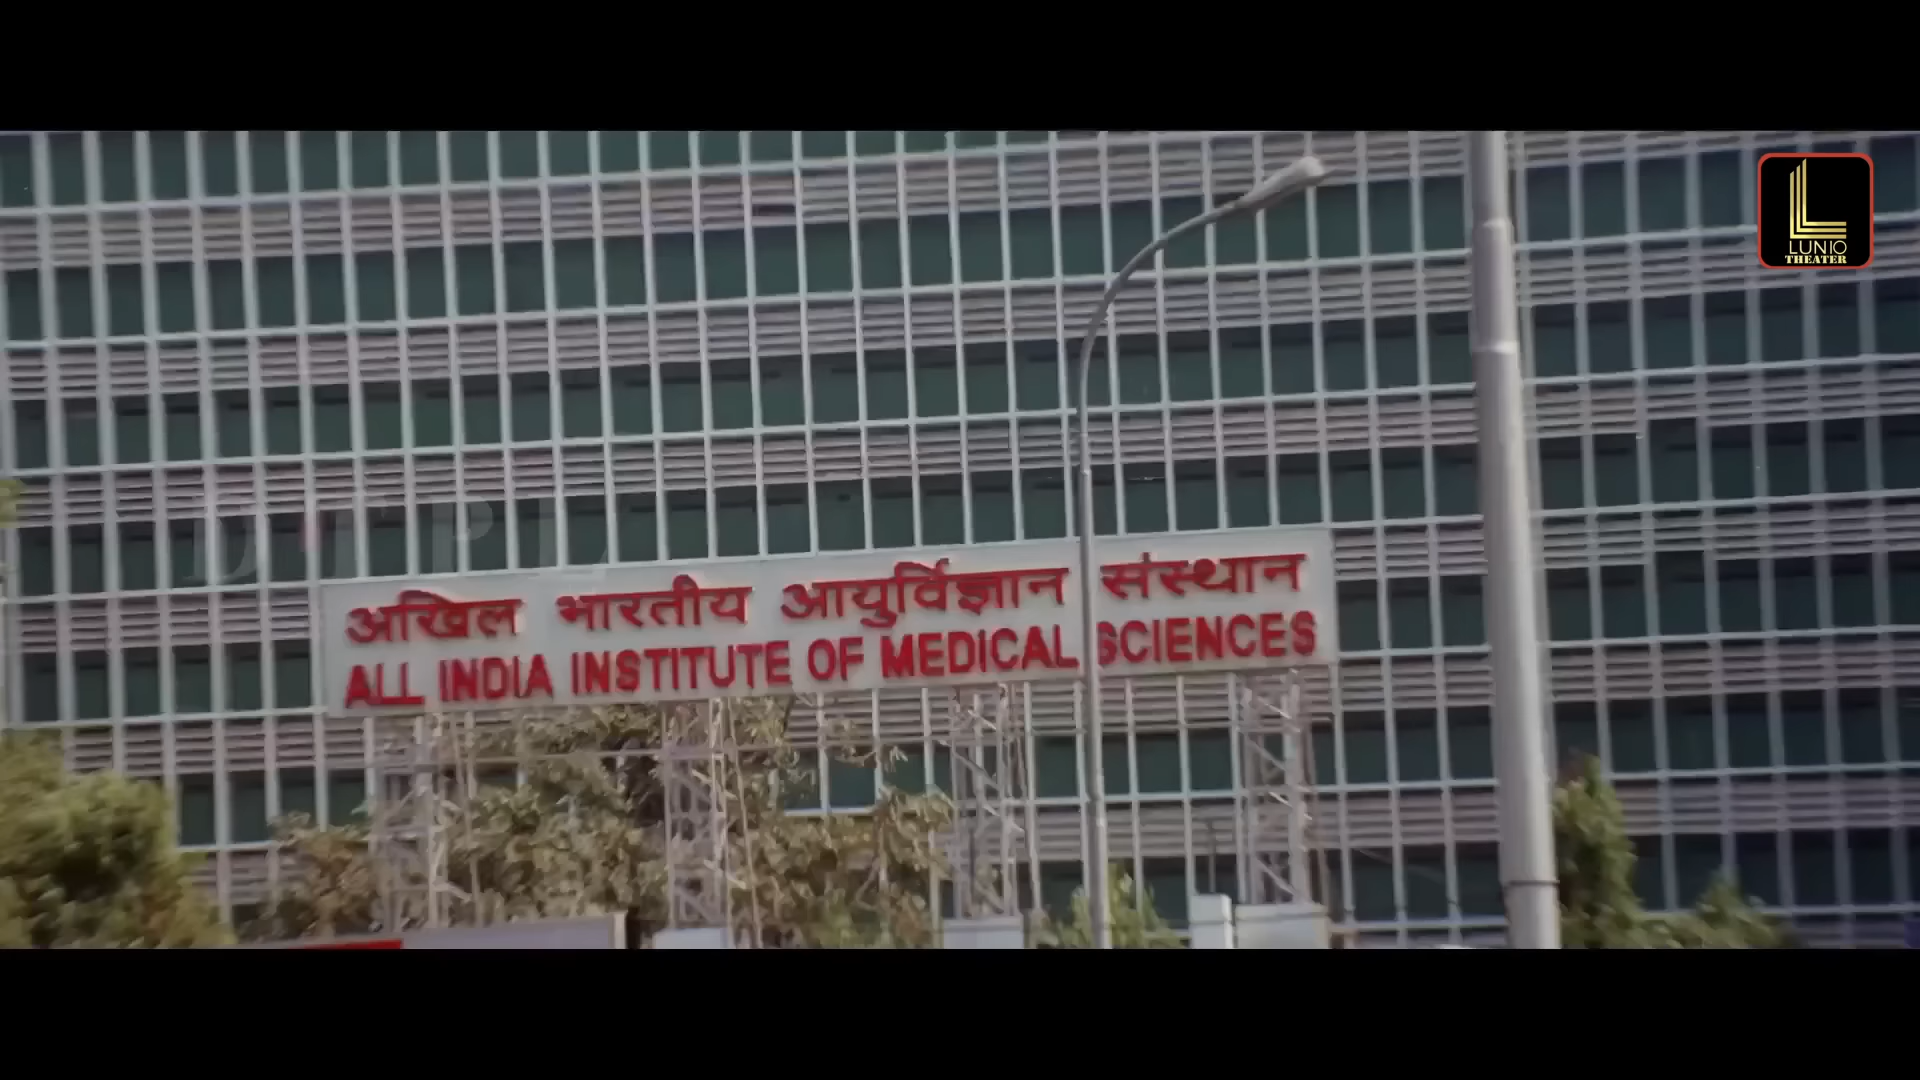 LUNIO
THEATER
अखिल भारतीय आयुर्विज्ञान संस्थान
ALL INDIA INSTITUTE OF MEDICAL SCIENCES